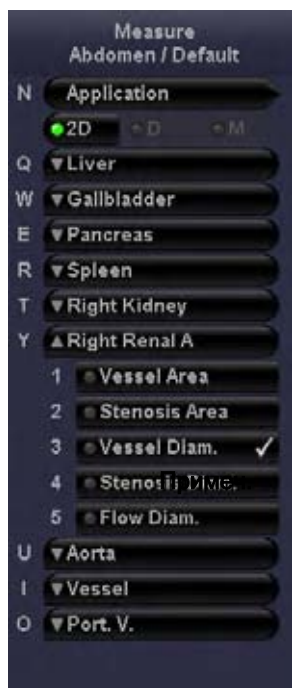 Measure
Abdomen / Default
N Application
2D D M
Q Liver
W Gallbladder
E Pancreas
R Spleen
T Right Kidney
Y Right Renal A
1 Vessel Area
2 Stenosis Area
3 Vessel Diam. ✓
4
5 Flow Diam.
U Aorta
I Vessel
O Port. V.